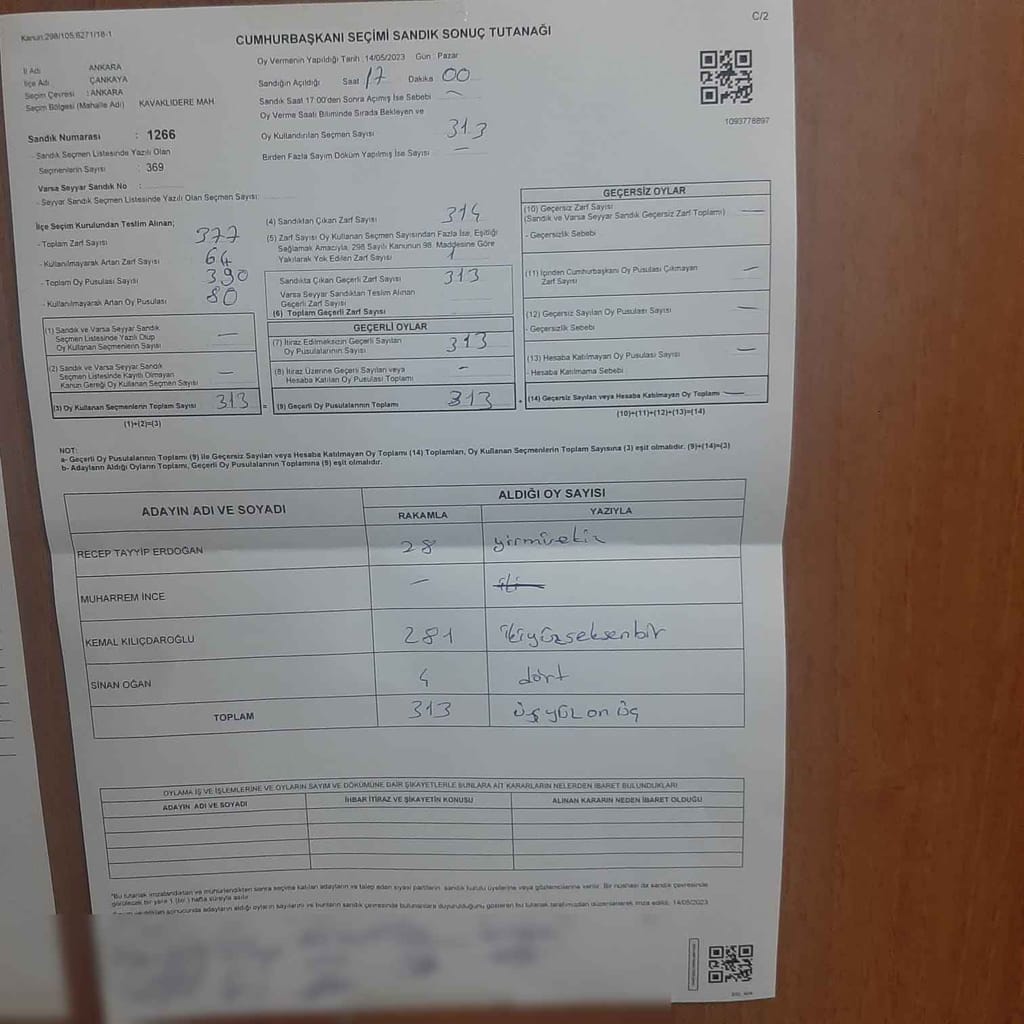 Kanun:298/105:6271/18-1
C/2
CUMHURBAŞKANI SEÇİMİ SANDIK SONUÇ TUTANAĞI
İl Adı ANKARA
İlçe Adı ÇANKAYA
Seçim Çevresi : ANKARA
Seçim Bölgesi (Mahalle Adı) KAVAKLIDERE MAH
Sandık Numarası : 1266
- Sandık Seçmen Listesinde Yazılı Olan
Seçmenlerin Sayısı : 369
Varsa Seyyar Sandık No :
- Seyyar Sandık Seçmen Listesinde Yazılı Olan Seçmen Sayısı:
Oy Vermenin Yapıldığı Tarih :14/05/2023 Gün : Pazar
Sandığın Açıldığı Saat 17 Dakika 00
Sandık Saat 17:00'den Sonra Açımış İse Sebebi —
Oy Verme Saati Bitiminde Sırada Bekleyen ve
Oy Kullandırılan Seçmen Sayısı 313
Birden Fazla Sayım Döküm Yapılmış İse Sayısı —
1093778897
İlçe Seçim Kurulundan Teslim Alınan;
- Toplam Zarf Sayısı 377
- Kullanılmayarak Artan Zarf Sayısı 64
- Toplam Oy Pusulası Sayısı 390
- Kullanılmayarak Artan Oy Pusulası 80
(1) Sandık ve Varsa Seyyar Sandık
Seçmen Listesinde Yazılı Olup
Oy Kullanan Seçmenlerin Sayısı —
(2) Sandık ve Varsa Seyyar Sandık
Seçmen Listesinde Kayıtlı Olmayan
Kanun Gereği Oy Kullanan Seçmen Sayısı —
(3) Oy Kullanan Seçmenlerin Toplam Sayısı 313 =
(1)+(2)=(3)
(4) Sandıktan Çıkan Zarf Sayısı 314
(5) Zarf Sayısı Oy Kullanan Seçmen Sayısından Fazla İse, Eşitliği
Sağlamak Amacıyla, 298 Sayılı Kanunun 98. Maddesine Göre
Yakılarak Yok Edilen Zarf Sayısı 1
Sandıkta Çıkan Geçerli Zarf Sayısı 313
Varsa Seyyar Sandıktan Teslim Alınan
Geçerli Zarf Sayısı
(6) Toplam Geçerli Zarf Sayısı
GEÇERLİ OYLAR
(7) İtiraz Edilmeksizin Geçerli Sayılan
Oy Pusulalarının Sayısı 313
(8) İtiraz Üzerine Geçerli Sayılan veya
Hesaba Katılan Oy Pusulası Toplamı -
(9) Geçerli Oy Pusulalarının Toplamı 313 +
GEÇERSİZ OYLAR
(10) Geçersiz Zarf Sayısı —
(Sandık ve Varsa Seyyar Sandık Geçersiz Zarf Toplamı)
- Geçersizlik Sebebi
(11) İçinden Cumhurbaşkanı Oy Pusulası Çıkmayan —
Zarf Sayısı
(12) Geçersiz Sayılan Oy Pusulası Sayısı —
- Geçersizlik Sebebi
(13) Hesaba Katılmayan Oy Pusulası Sayısı —
- Hesaba Katılmama Sebebi
(14) Geçersiz Sayılan veya Hesaba Katılmayan Oy Toplamı —
(10)+(11)+(12)+(13)=(14)
NOT:
a- Geçerli Oy Pusulalarının Toplamı (9) ile Geçersiz Sayılan veya Hesaba Katılmayan Oy Toplamı (14) Toplamları, Oy Kullanan Seçmenlerin Toplam Sayısına (3) eşit olmalıdır. (9)+(14)=(3)
b- Adayların Aldığı Oyların Toplamı, Geçerli Oy Pusulalarının Toplamına (9) eşit olmalıdır.
ADAYIN ADI VE SOYADI
ALDIĞI OY SAYISI
RAKAMLA YAZIYLA
RECEP TAYYİP ERDOĞAN 28 yirmisekiz
MUHARREM İNCE —
KEMAL KILIÇDAROĞLU 281 ikiyüzseksenbir
SİNAN OĞAN 4 dört
TOPLAM 313 üçyüz on üç
OYLAMA İŞ VE İŞLEMLERİNE VE OYLARIN SAYIM VE DÖKÜMÜNE DAİR ŞİKAYETLERLE BUNLARA AİT KARARLARIN NELERDEN İBARET BULUNDUKLARI
ADAYIN ADI VE SOYADI İHBAR İTİRAZ VE ŞİKAYETİN KONUSU ALINAN KARARIN NEDEN İBARET OLDUĞU
*Bu tutanak imzalandıktan ve mühürlendikten sonra seçime katılan adayların ve talep eden siyasi partilerin sandık kurulu üyelerine veya gözlemcilerine verilir. Bir nüshası da sandık çevresinde
görülecek bir yere 1 (bir) hafta süreyle asılır.
sonucunda adayların aldığı oyların sayılarını ve bunların sandık çevresinde bulunanlara duyurulduğunu gösteren bu tutanak tarafımızdan düzenlenerek imza edildi. 14/05/2023